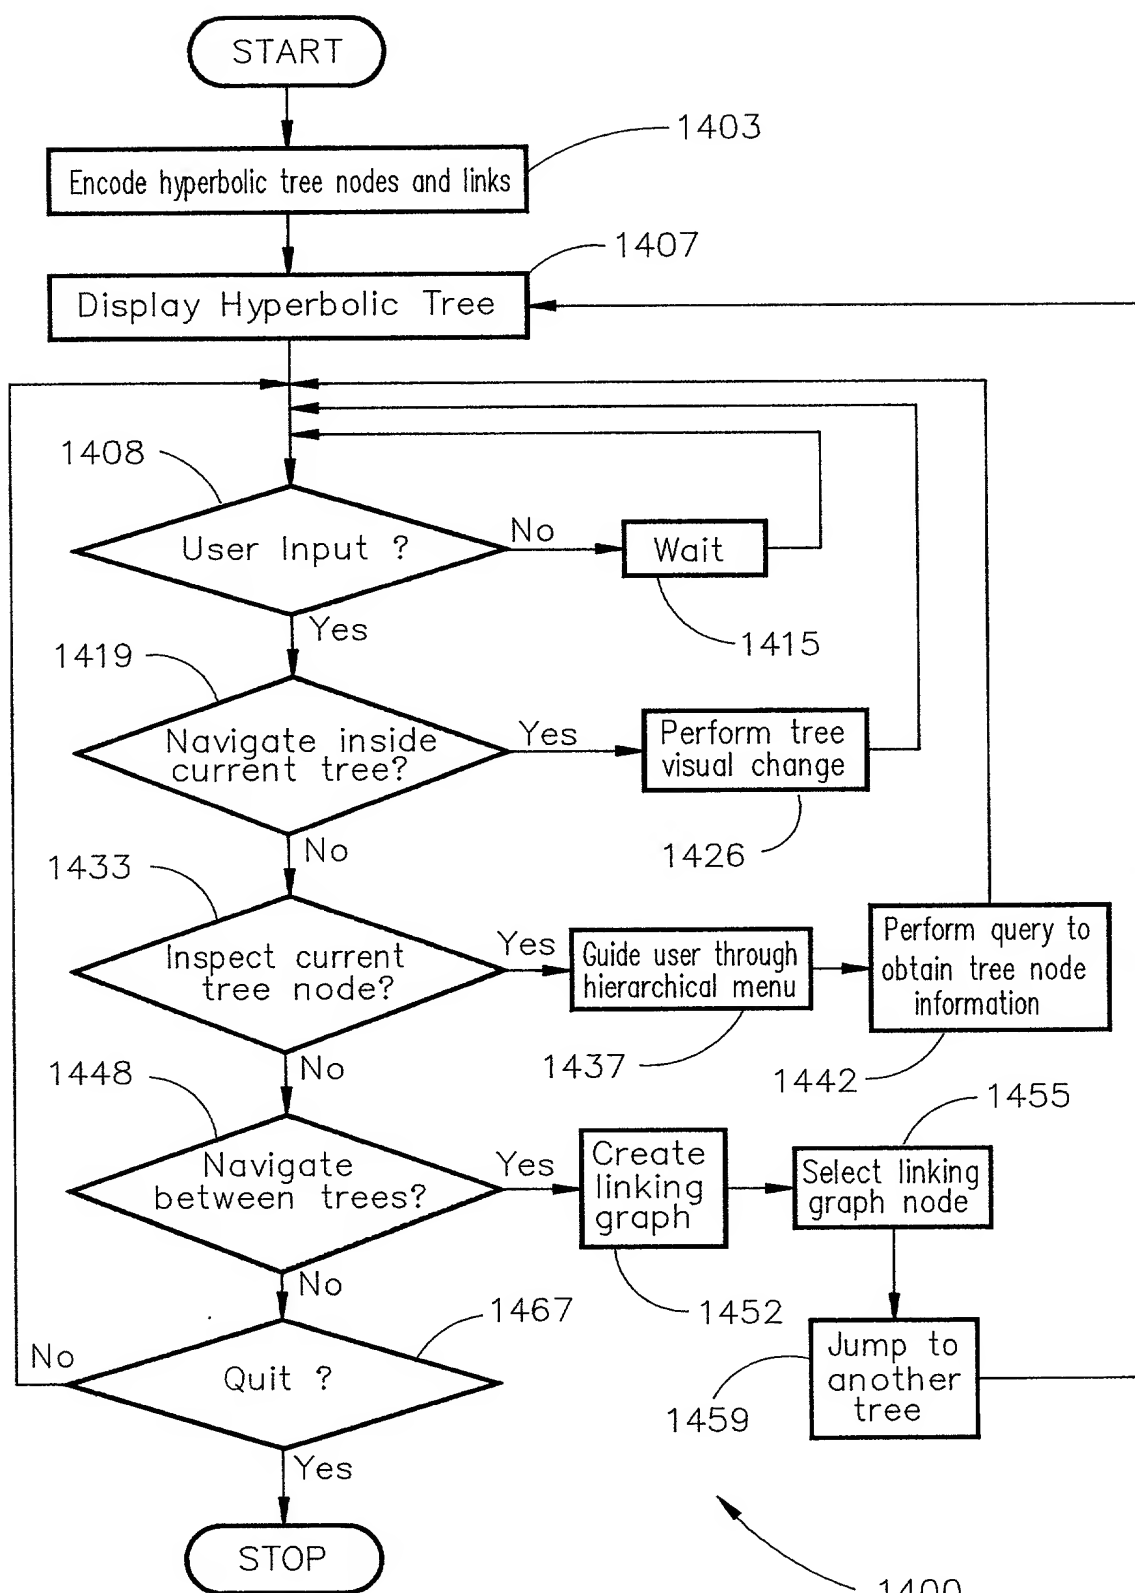 START
1403
Encode hyperbolic tree nodes and links
1407
Display Hyperbolic Tree
1408
User Input ?
No
Wait
1415
Yes
1419
Navigate inside
current tree?
Yes
Perform tree
visual change
1426
No
1433
Inspect current
tree node?
Yes
Guide user through
hierarchical menu
1437
Perform query to
obtain tree node
information
1442
No
1448
Navigate
between trees?
Yes
Create
linking
graph
1452
Select linking
graph node
1455
Jump to
another
tree
1459
No
1467
Quit ?
No
Yes
STOP
1400